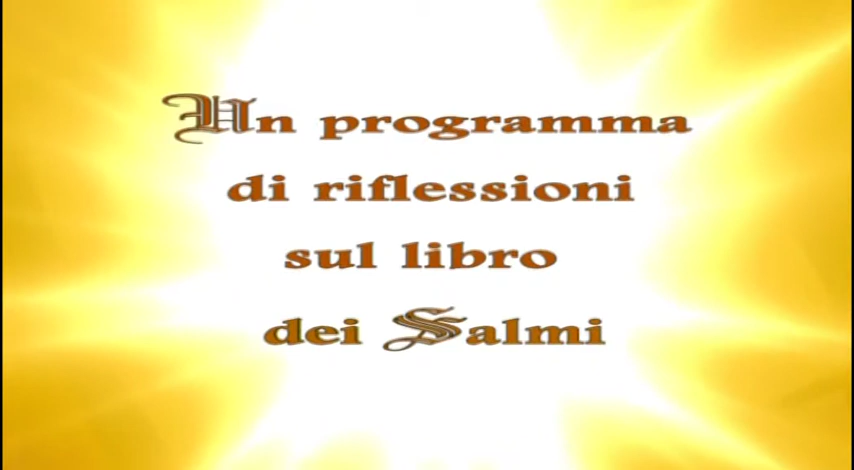 Un programma
di riflessioni
sul libro
dei Salmi